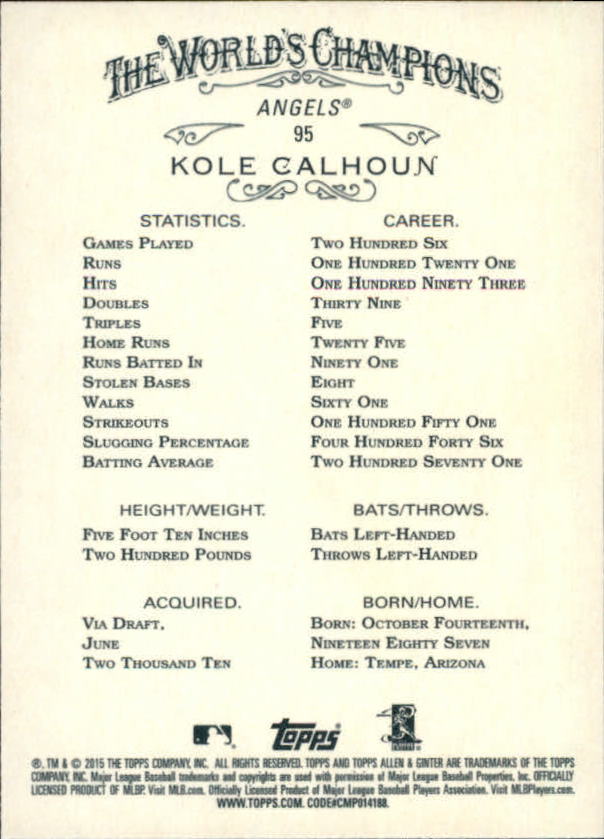 THE WORLD'S CHAMPIONS
ANGELS®
95
KOLE CALHOUN
STATISTICS. CAREER.
GAMES PLAYED TWO HUNDRED SIX
RUNS ONE HUNDRED TWENTY ONE
HITS ONE HUNDRED NINETY THREE
DOUBLES THIRTY NINE
TRIPLES FIVE
HOME RUNS TWENTY FIVE
RUNS BATTED IN NINETY ONE
STOLEN BASES EIGHT
WALKS SIXTY ONE
STRIKEOUTS ONE HUNDRED FIFTY ONE
SLUGGING PERCENTAGE FOUR HUNDRED FORTY SIX
BATTING AVERAGE TWO HUNDRED SEVENTY ONE
HEIGHT/WEIGHT. BATS/THROWS.
FIVE FOOT TEN INCHES BATS LEFT-HANDED
TWO HUNDRED POUNDS THROWS LEFT-HANDED
ACQUIRED. BORN/HOME.
VIA DRAFT, BORN: OCTOBER FOURTEENTH,
JUNE NINETEEN EIGHTY SEVEN
TWO THOUSAND TEN HOME: TEMPE, ARIZONA
Topps
®, TM & © 2015 THE TOPPS COMPANY, INC. ALL RIGHTS RESERVED. TOPPS AND TOPPS ALLEN & GINTER ARE TRADEMARKS OF THE TOPPS
COMPANY, INC. Major League Baseball trademarks and copyrights are used with permission of Major League Baseball Properties, Inc. OFFICIALLY
LICENSED PRODUCT OF MLBP. Visit MLB.com. Officially Licensed Product of Major League Baseball Players Association. Visit MLBPlayers.com.
WWW.TOPPS.COM. CODE#CMP014188.